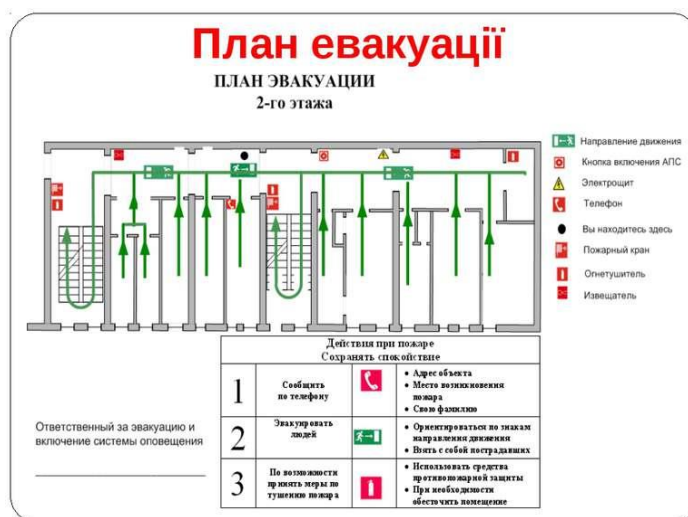 План евакуації
ПЛАН ЭВАКУАЦИИ
2-го этажа
Направление движения
Кнопка включения АПС
Электрощит
Телефон
Вы находитесь здесь
Пожарный кран
Огнетушитель
Извещатель
Действия при пожаре
Сохранять спокойствие
1
Сообщить
по телефону
• Адрес объекта
• Место возникновения
пожара
• Свою фамилию
2
Эвакуировать
людей
• Ориентироваться по знакам
направления движения
• Взять с собой пострадавших
3
По возможности
принять меры по
тушению пожара
• Использовать средства
противопожарной защиты
• При необходимости
обесточить помещение
Ответственный за эвакуацию и
включение системы оповещения